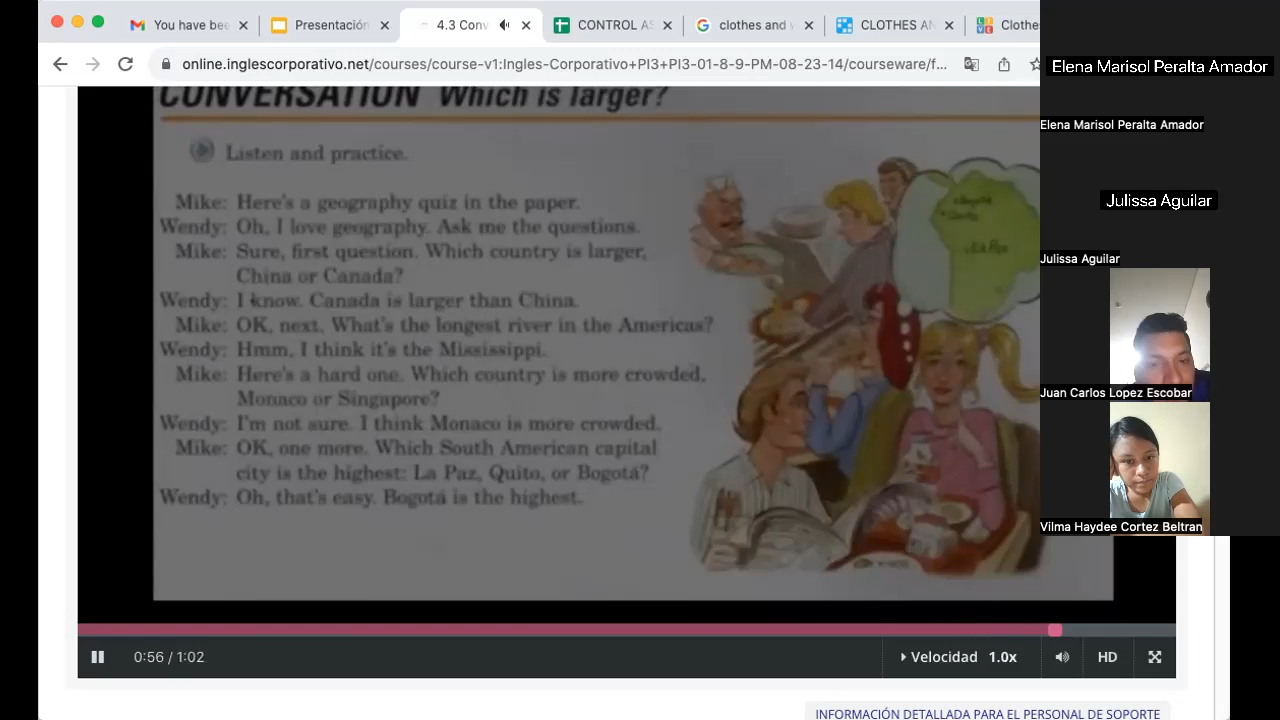 You have bee
Presentación
4.3 Conv
CONTROL AS
clothes and v
CLOTHES AN
Clothe
online.inglescorporativo.net/courses/course-v1:Ingles-Corporativo+PI3+PI3-01-8-9-PM-08-23-14/courseware/f...
CONVERSATION Which is larger?
Listen and practice.
Mike: Here's a geography quiz in the paper.
Wendy: Oh, I love geography. Ask me the questions.
Mike: Sure, first question. Which country is larger,
China or Canada?
Wendy: I know. Canada is larger than China.
Mike: OK, next. What's the longest river in the Americas?
Wendy: Hmm, I think it's the Mississippi.
Mike: Here's a hard one. Which country is more crowded,
Monaco or Singapore?
Wendy: I'm not sure. I think Monaco is more crowded.
Mike: OK, one more. Which South American capital
city is the highest: La Paz, Quito, or Bogotá?
Wendy: Oh, that's easy. Bogotá is the highest.
Elena Marisol Peralta Amador
Elena Marisol Peralta Amador
Julissa Aguilar
Julissa Aguilar
Juan Carlos Lopez Escobar
Vilma Haydee Cortez Beltran
0:56 / 1:02
Velocidad 1.0x
HD
INFORMACIÓN DETALLADA PARA EL PERSONAL DE SOPORTE